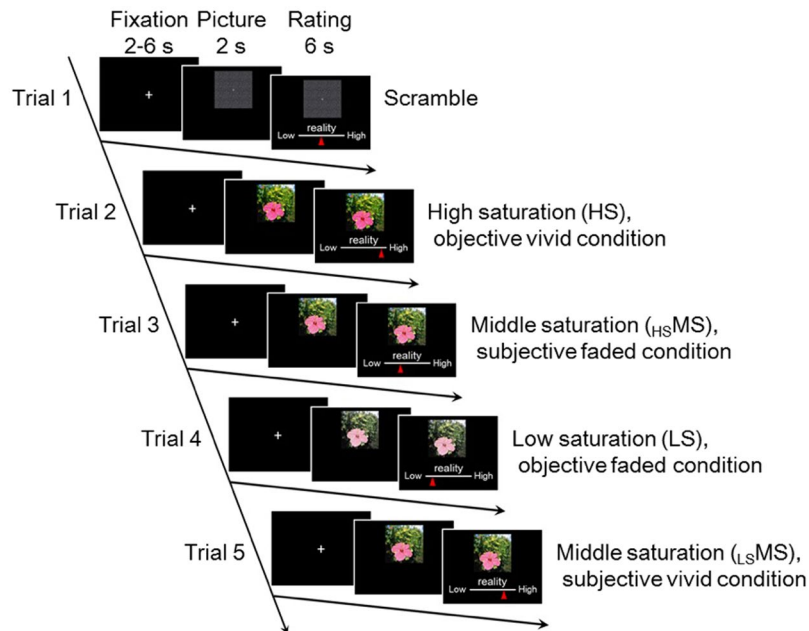 Fixation Picture Rating
2-6 s 2 s 6 s
Trial 1
reality
Low High
Scramble
Trial 2
reality
Low High
High saturation (HS),
objective vivid condition
Trial 3
reality
Low High
Middle saturation (HSMS),
subjective faded condition
Trial 4
reality
Low High
Low saturation (LS),
objective faded condition
Trial 5
reality
Low High
Middle saturation (LSMS),
subjective vivid condition